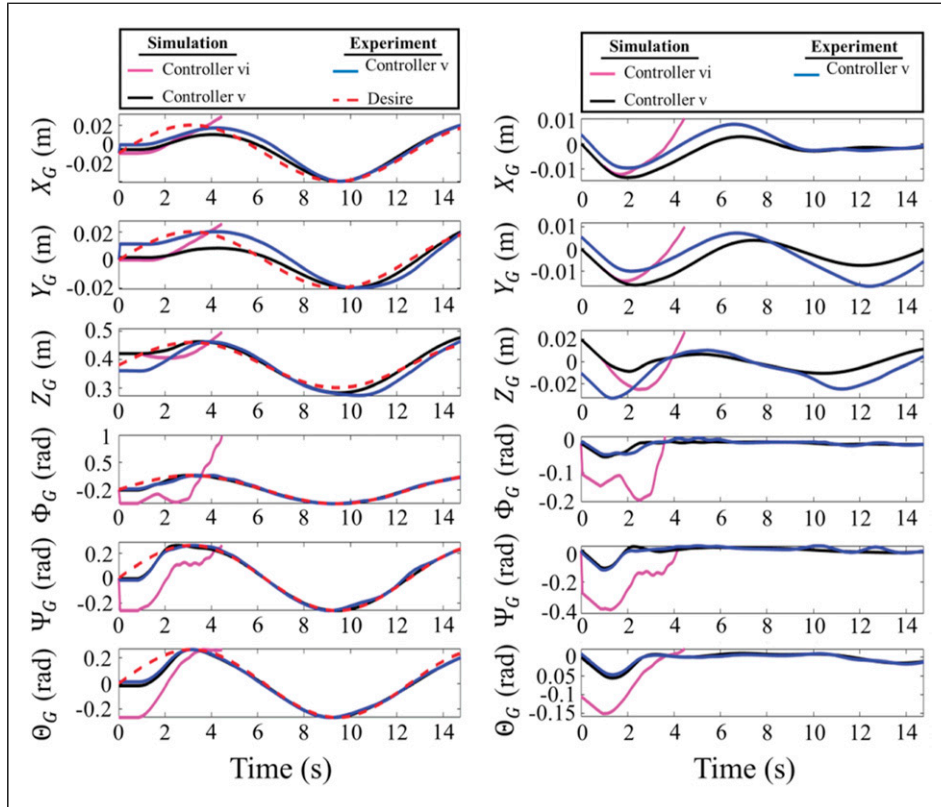 Simulation Experiment
Controller vi Controller v
Controller v Desire
Simulation Experiment
Controller vi Controller v
Controller v
X_G (m)
0.02
0
-0.02
0 2 4 6 8 10 12 14
Y_G (m)
0.02
0
-0.02
0 2 4 6 8 10 12 14
Z_G (m)
0.5
0.4
0.3
0 2 4 6 8 10 12 14
Φ_G (rad)
1
0.5
-0.2
0 2 4 6 8 10 12 14
Ψ_G (rad)
0.2
0
-0.2
0 2 4 6 8 10 12 14
Θ_G (rad)
0.2
0
-0.2
0 2 4 6 8 10 12 14
Time (s)
X_G (m)
0.01
0
-0.01
0 2 4 6 8 10 12 14
Y_G (m)
0.01
0
-0.01
0 2 4 6 8 10 12 14
Z_G (m)
0.02
0
-0.02
0 2 4 6 8 10 12 14
Φ_G (rad)
0
-0.1
-0.2
0 2 4 6 8 10 12 14
Ψ_G (rad)
0
-0.2
-0.4
0 2 4 6 8 10 12 14
Θ_G (rad)
0
0.05
-0.1
-0.15
0 2 4 6 8 10 12 14
Time (s)